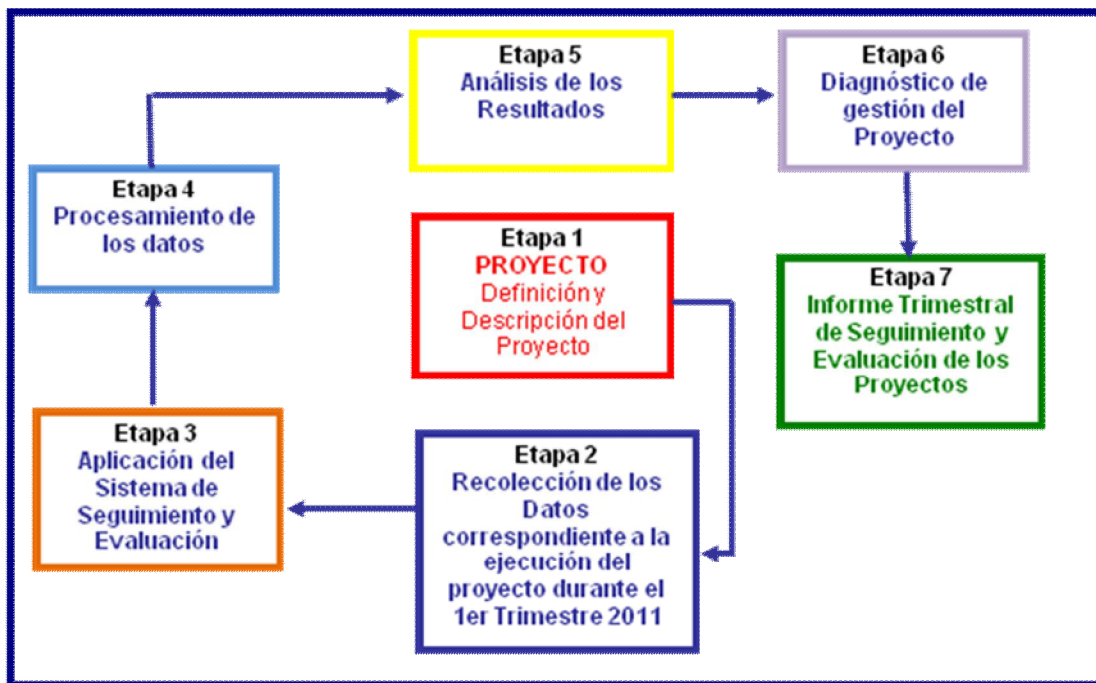 Etapa 5
Análisis de los
Resultados
Etapa 6
Diagnóstico de
gestión del
Proyecto
Etapa 4
Procesamiento de
los datos
Etapa 1
PROYECTO
Definición y
Descripción del
Proyecto
Etapa 7
Informe Trimestral
de Seguimiento y
Evaluación de los
Proyectos
Etapa 3
Aplicación del
Sistema de
Seguimiento y
Evaluación
Etapa 2
Recolección de los
Datos
correspondiente a la
ejecución del
proyecto durante el
1er Trimestre 2011